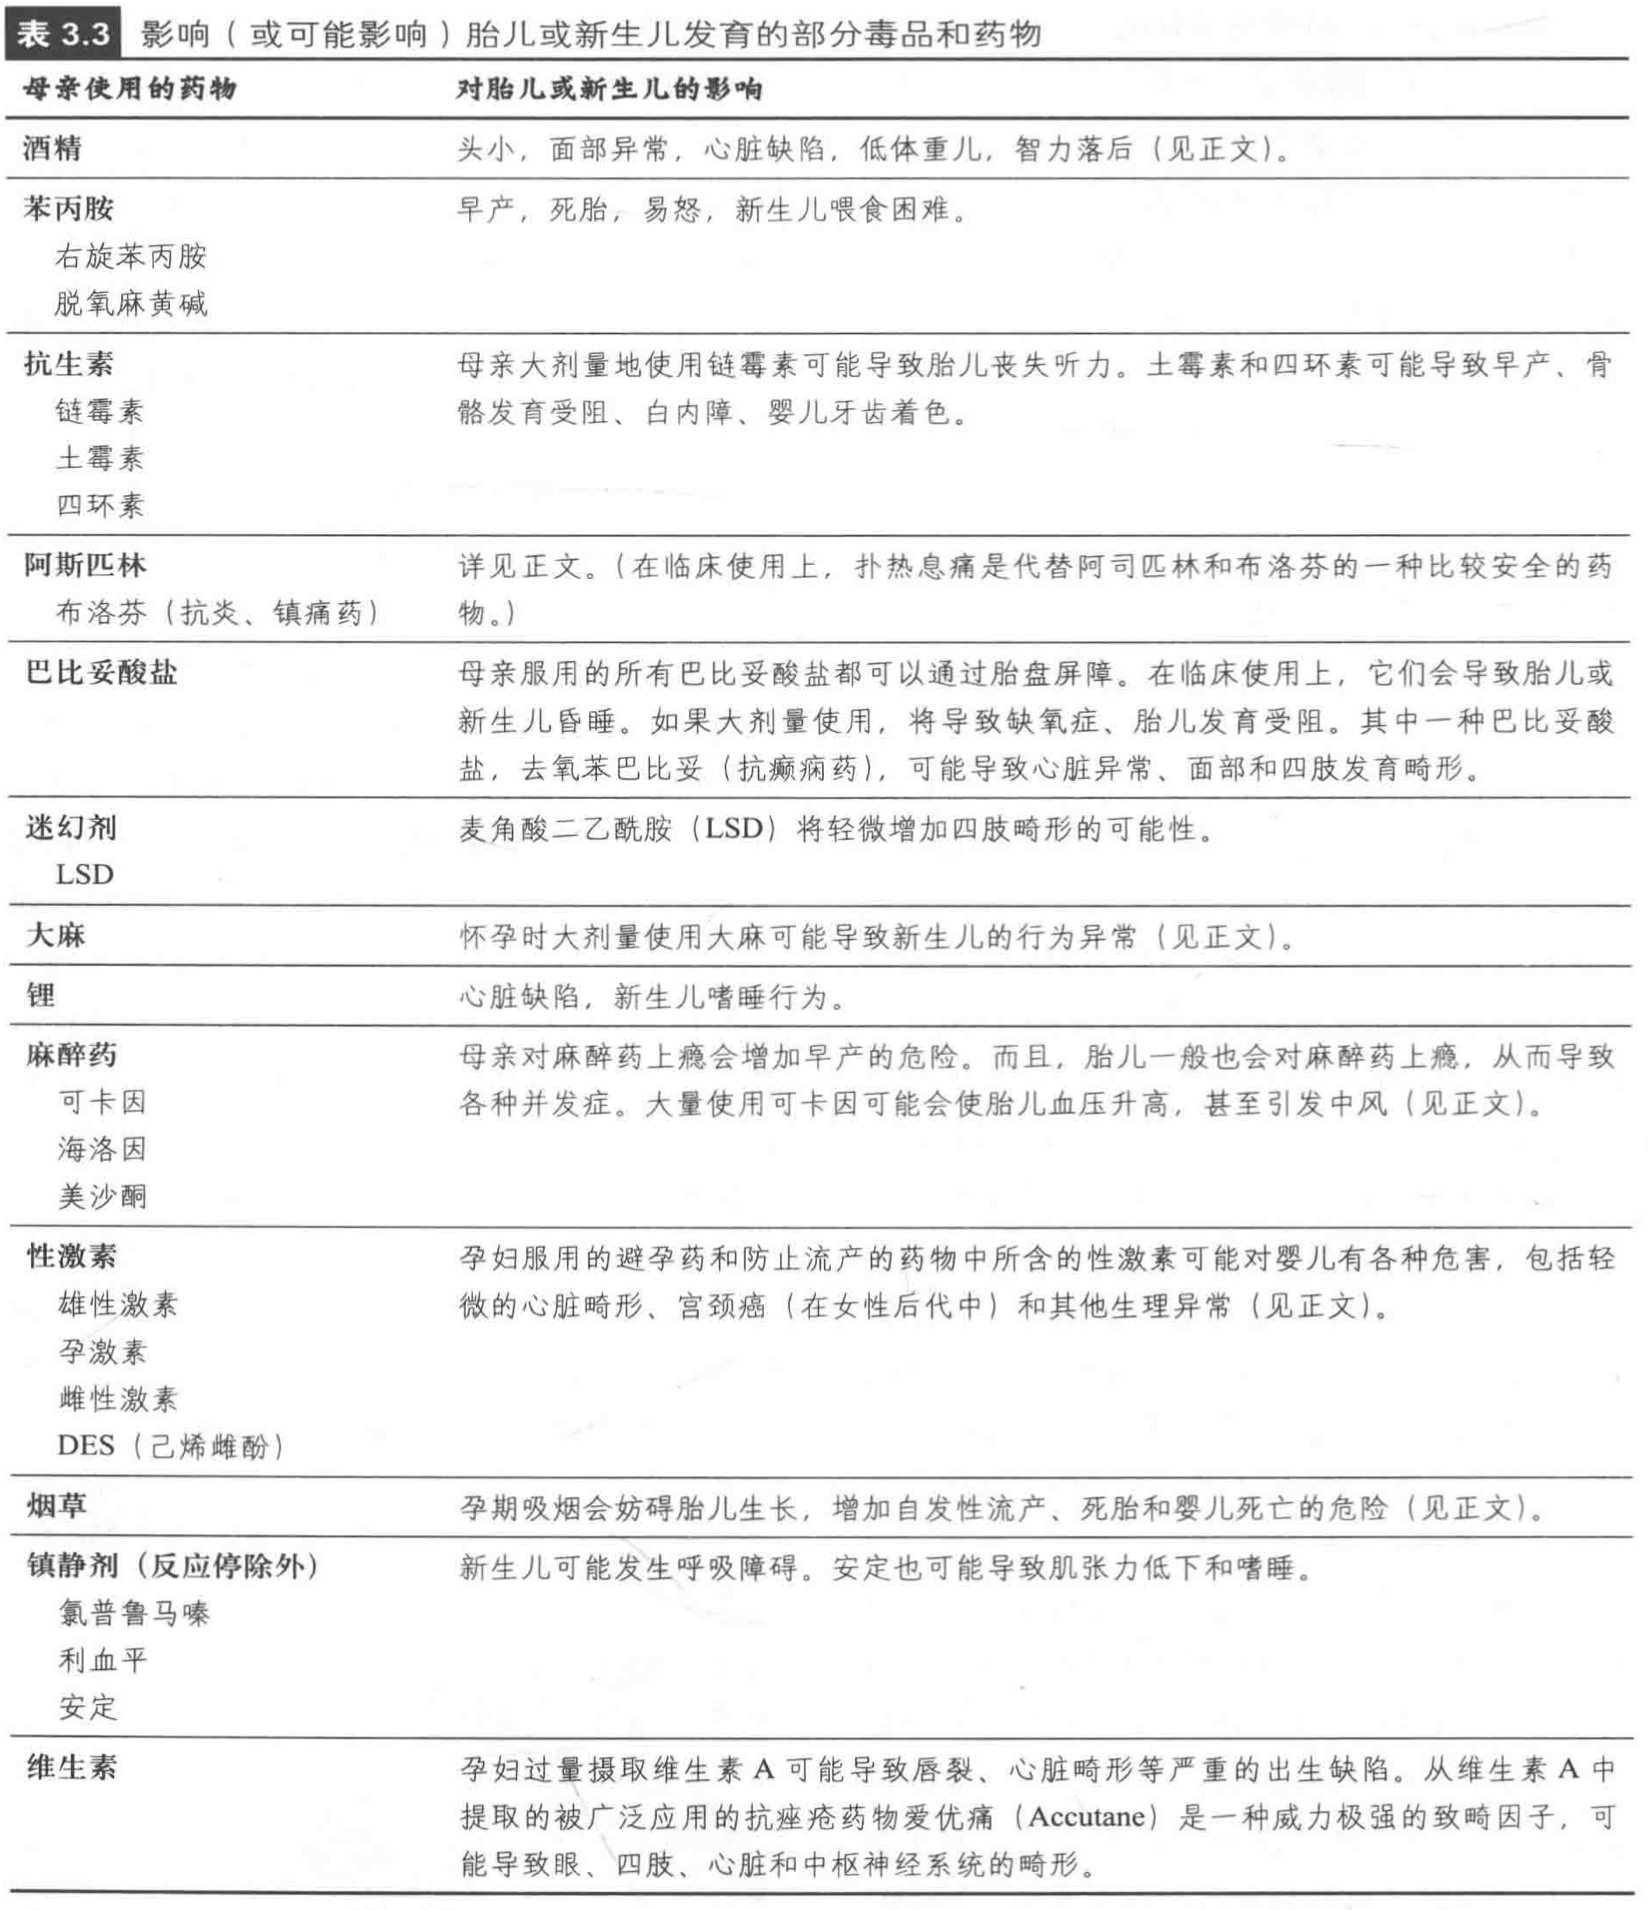 表 3.3 影响（或可能影响）胎儿或新生儿发育的部分毒品和药物
母亲使用的药物 对胎儿或新生儿的影响
酒精 头小，面部异常，心脏缺陷，低体重儿，智力落后（见正文）。
苯丙胺 早产，死胎，易怒，新生儿喂食困难。
右旋苯丙胺
脱氧麻黄碱
抗生素 母亲大剂量地使用链霉素可能导致胎儿丧失听力。土霉素和四环素可能导致早产、骨
链霉素 骼发育受阻、白内障、婴儿牙齿着色。
土霉素
四环素
阿斯匹林 详见正文。（在临床使用上，扑热息痛是代替阿司匹林和布洛芬的一种比较安全的药
布洛芬（抗炎、镇痛药） 物。）
巴比妥酸盐 母亲服用的所有巴比妥酸盐都可以通过胎盘屏障。在临床使用上，它们会导致胎儿或
新生儿昏睡。如果大剂量使用，将导致缺氧症、胎儿发育受阻。其中一种巴比妥酸
盐，去氧苯巴比妥（抗癫痫药），可能导致心脏异常、面部和四肢发育畸形。
迷幻剂 麦角酸二乙酰胺（LSD）将轻微增加四肢畸形的可能性。
LSD
大麻 怀孕时大剂量使用大麻可能导致新生儿的行为异常（见正文）。
锂 心脏缺陷，新生儿嗜睡行为。
麻醉药 母亲对麻醉药上瘾会增加早产的危险。而且，胎儿一般也会对麻醉药上瘾，从而导致
可卡因 各种并发症。大量使用可卡因可能会使胎儿血压升高，甚至引发中风（见正文）。
海洛因
美沙酮
性激素 孕妇服用的避孕药和防止流产的药物中所含的性激素可能对婴儿有各种危害，包括轻
雄性激素 微的心脏畸形、宫颈癌（在女性后代中）和其他生理异常（见正文）。
孕激素
雌性激素
DES（己烯雌酚）
烟草 孕期吸烟会妨碍胎儿生长，增加自发性流产、死胎和婴儿死亡的危险（见正文）。
镇静剂（反应停除外） 新生儿可能发生呼吸障碍。安定也可能导致肌张力低下和嗜睡。
氯普鲁马嗪
利血平
安定
维生素 孕妇过量摄取维生素 A 可能导致唇裂、心脏畸形等严重的出生缺陷。从维生素 A 中
提取的被广泛应用的抗痤疮药物爱优痛（Accutane）是一种威力极强的致畸因子，可
能导致眼、四肢、心脏和中枢神经系统的畸形。